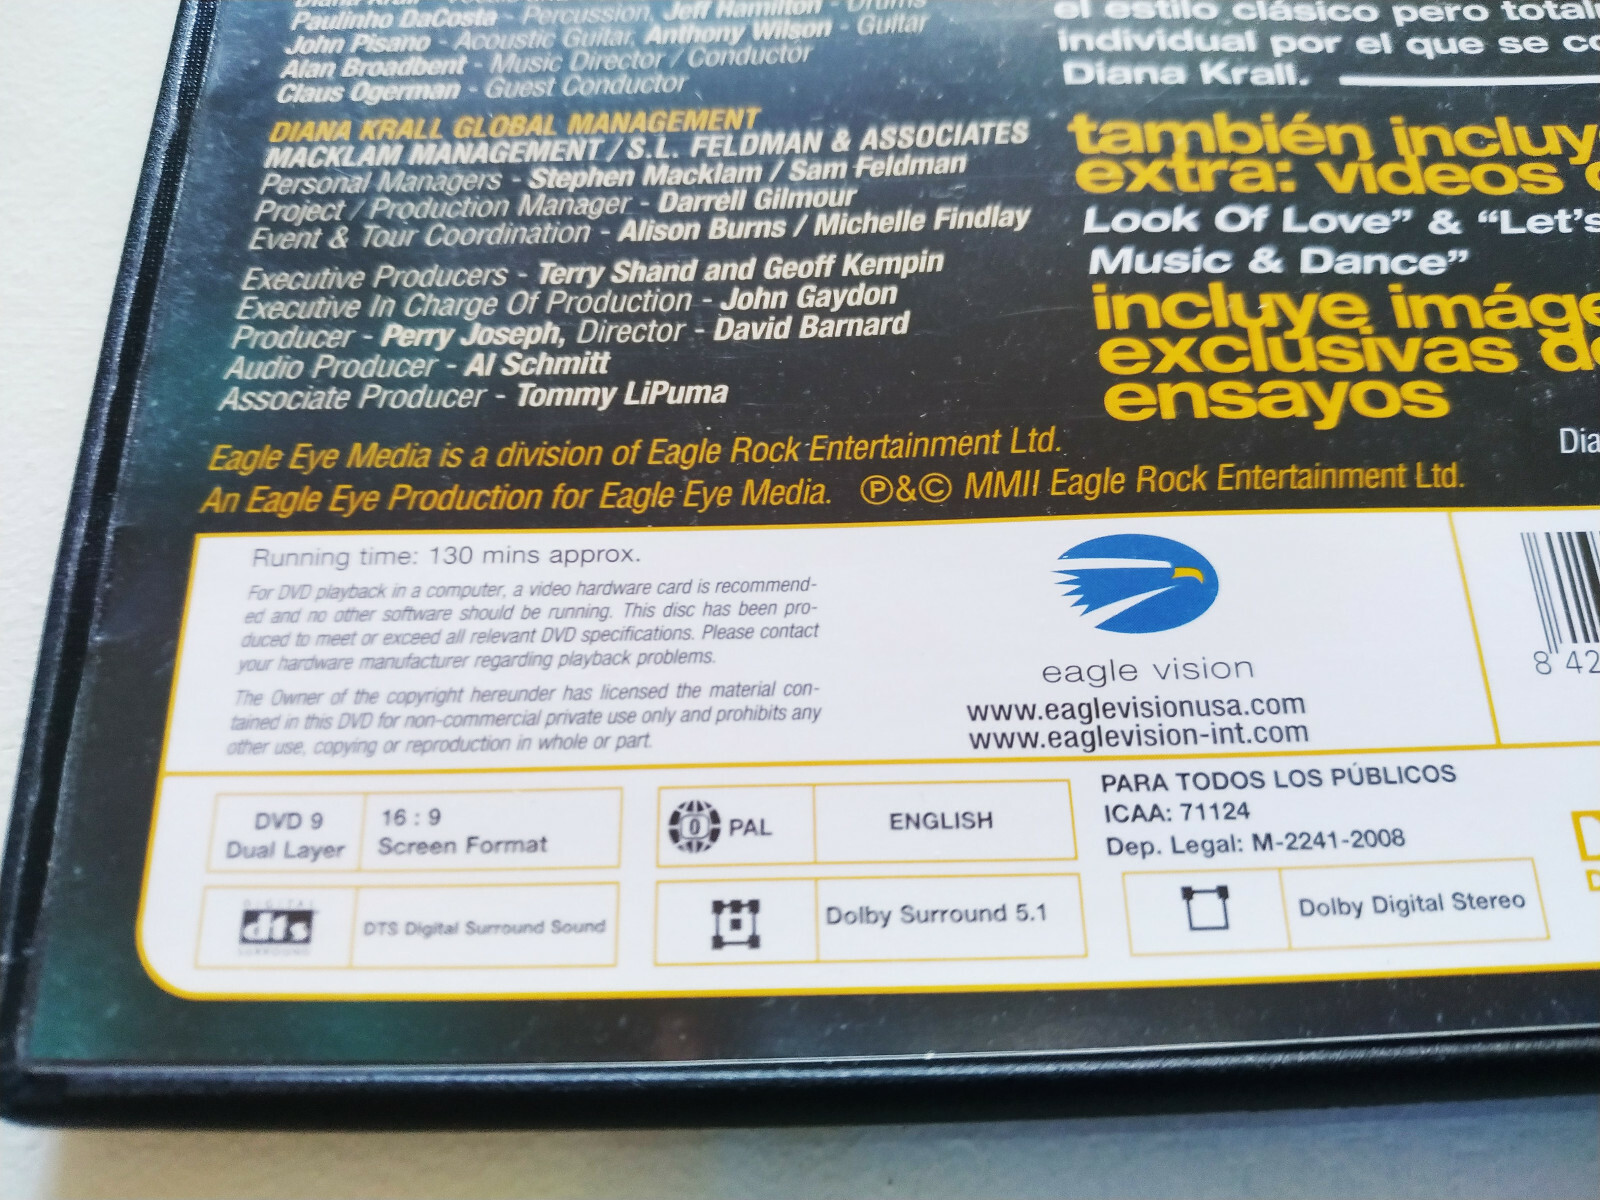 Paulinho DaCosta - Percussion, Jeff Hamilton - Drums
John Pisano - Acoustic Guitar, Anthony Wilson - Guitar
Alan Broadbent - Music Director / Conductor
Claus Ogerman - Guest Conductor
DIANA KRALL GLOBAL MANAGEMENT
MACKLAM MANAGEMENT / S.L. FELDMAN & ASSOCIATES
Personal Managers - Stephen Macklam / Sam Feldman
Project / Production Manager - Darrell Gilmour
Event & Tour Coordination - Alison Burns / Michelle Findlay
Executive Producers - Terry Shand and Geoff Kempin
Executive In Charge Of Production - John Gaydon
Producer - Perry Joseph, Director - David Barnard
Audio Producer - Al Schmitt
Associate Producer - Tommy LiPuma
Eagle Eye Media is a division of Eagle Rock Entertainment Ltd.
An Eagle Eye Production for Eagle Eye Media. ℗&© MMII Eagle Rock Entertainment Ltd.
el estilo clásico pero
individual por el que se
Diana Krall.
también
extra: videos
Look Of Love" & "Let's
Music & Dance"
incluye
exclusivas
ensayos
Running time: 130 mins approx.
For DVD playback in a computer, a video hardware card is recommend-
ed and no other software should be running. This disc has been pro-
duced to meet or exceed all relevant DVD specifications. Please contact
your hardware manufacturer regarding playback problems.
The Owner of the copyright hereunder has licensed the material con-
tained in this DVD for non-commercial private use only and prohibits any
other use, copying or reproduction in whole or part.
eagle vision
www.eaglevisionusa.com
www.eaglevision-int.com
8 42
DVD 9
Dual Layer
16 : 9
Screen Format
0 PAL
ENGLISH
PARA TODOS LOS PÚBLICOS
ICAA: 71124
Dep. Legal: M-2241-2008
DIGITAL
dts
SURROUND
DTS Digital Surround Sound
Dolby Surround 5.1
Dolby Digital Stereo